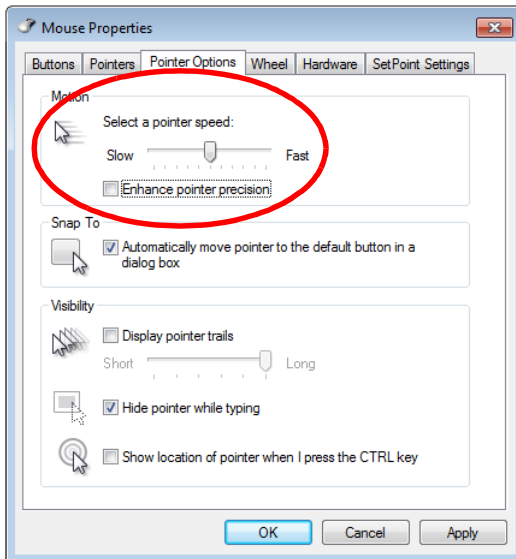 Mouse Properties
Buttons Pointers Pointer Options Wheel Hardware SetPoint Settings
Motion
Select a pointer speed:
Slow Fast
Enhance pointer precision
Snap To
Automatically move pointer to the default button in a
dialog box
Visibility
Display pointer trails
Short Long
Hide pointer while typing
Show location of pointer when I press the CTRL key
OK Cancel Apply